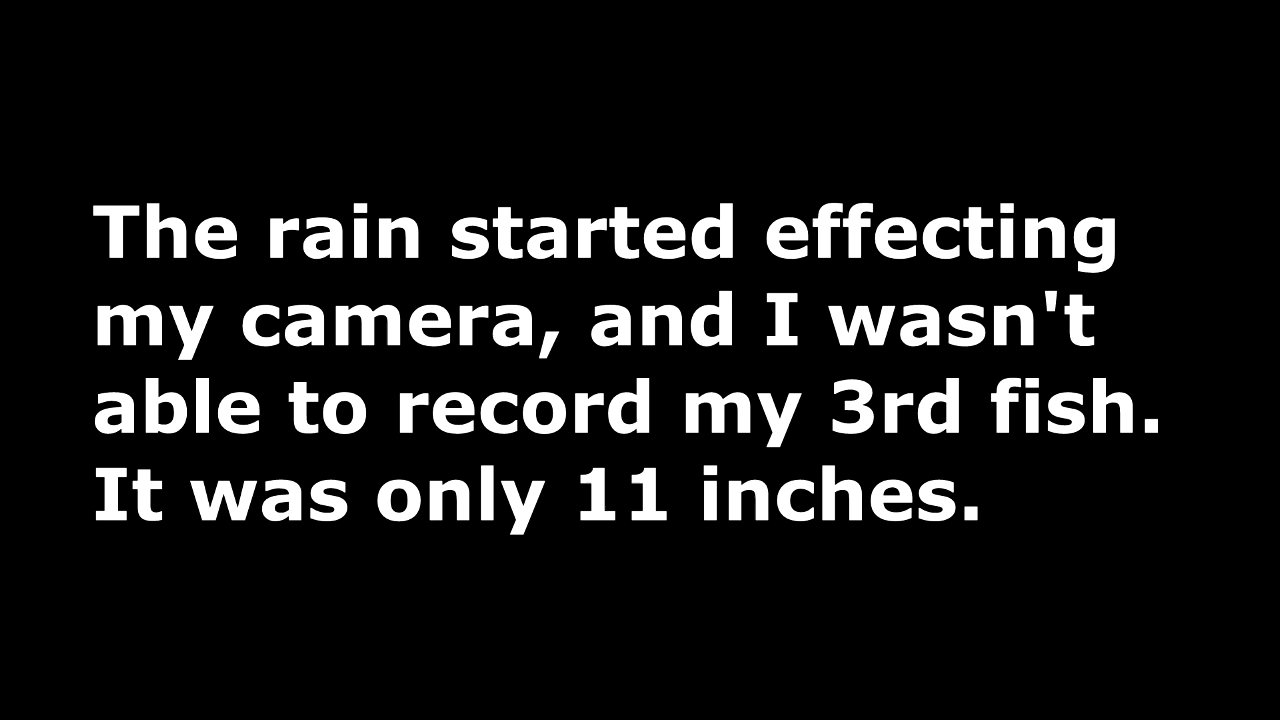 The rain started effecting
my camera, and I wasn't
able to record my 3rd fish.
It was only 11 inches.